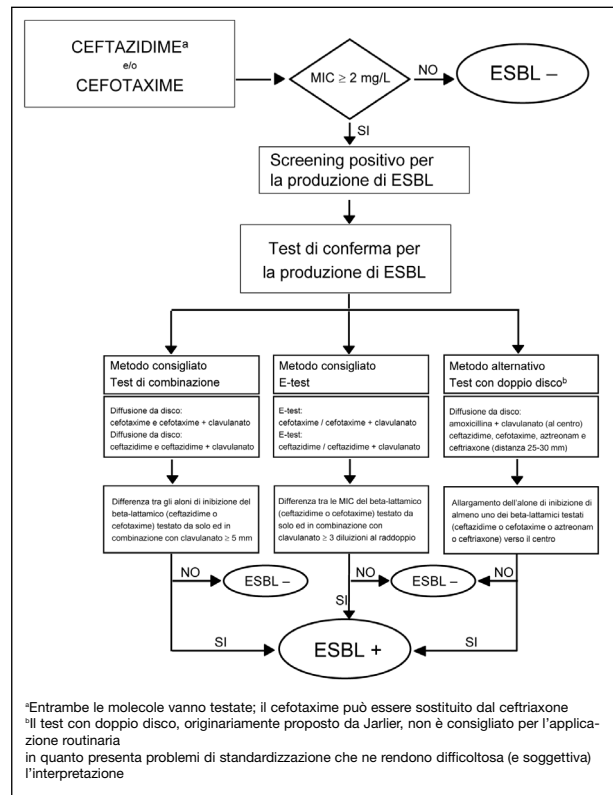 CEFTAZIDIMEᵃ
e/o
CEFOTAXIME
MIC ≥ 2 mg/L
NO
ESBL –
SI
Screening positivo per
la produzione di ESBL
Test di conferma per
la produzione di ESBL
Metodo consigliato
Test di combinazione
Metodo consigliato
E-test
Metodo alternativo
Test con doppio discoᵇ
Diffusione da disco:
cefotaxime e cefotaxime + clavulanato
Diffusione da disco:
ceftazidime e ceftazidime + clavulanato
E-test:
cefotaxime / cefotaxime + clavulanato
E-test:
ceftazidime / ceftazidime + clavulanato
Diffusione da disco:
amoxicillina + clavulanato (al centro)
ceftazidime, cefotaxime, aztreonam e
ceftriaxone (distanza 25-30 mm)
Differenza tra gli aloni di inibizione del
beta-lattamico (ceftazidime o
cefotaxime) testato da solo ed in
combinazione con clavulanato ≥ 5 mm
Differenza tra le MIC del beta-lattamico
(ceftazidime o cefotaxime) testato da
solo ed in combinazione con
clavulanato ≥ 3 diluizioni al raddoppio
Allargamento dell'alone di inibizione di
almeno uno dei beta-lattamici testati
(ceftazidime o cefotaxime o aztreonam
o ceftriaxone) verso il centro
NO
ESBL –
NO
ESBL –
NO
SI
SI
ESBL +
SI
ᵃEntrambe le molecole vanno testate; il cefotaxime può essere sostituito dal ceftriaxone
ᵇIl test con doppio disco, originariamente proposto da Jarlier, non è consigliato per l'applica-
zione routinaria
in quanto presenta problemi di standardizzazione che ne rendono difficoltosa (e soggettiva)
l'interpretazione